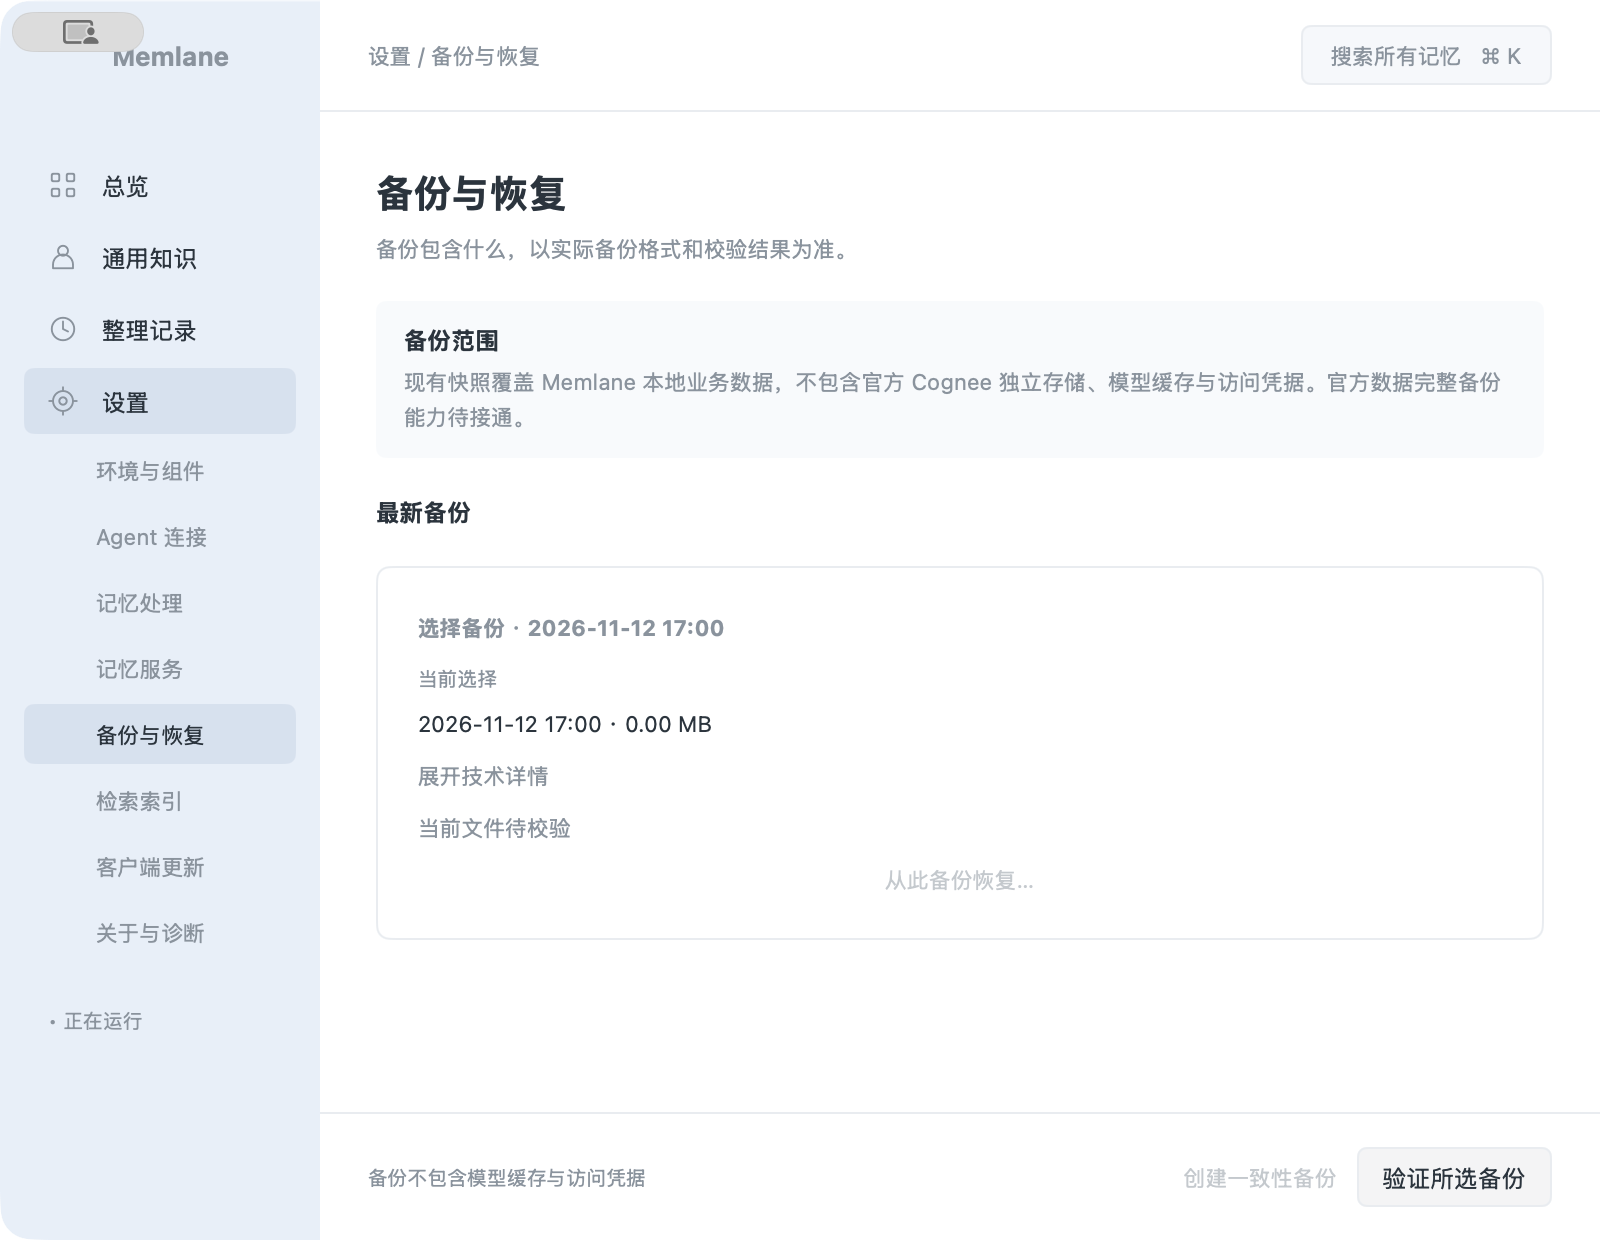 Memlane
设置 / 备份与恢复
搜索所有记忆 ⌘ K
总览
通用知识
整理记录
设置
环境与组件
Agent 连接
记忆处理
记忆服务
备份与恢复
检索索引
客户端更新
关于与诊断
• 正在运行
备份与恢复
备份包含什么，以实际备份格式和校验结果为准。
备份范围
现有快照覆盖 Memlane 本地业务数据，不包含官方 Cognee 独立存储、模型缓存与访问凭据。官方数据完整备份
能力待接通。
最新备份
选择备份 · 2026-11-12 17:00
当前选择
2026-11-12 17:00 · 0.00 MB
展开技术详情
当前文件待校验
从此备份恢复...
备份不包含模型缓存与访问凭据
创建一致性备份
验证所选备份